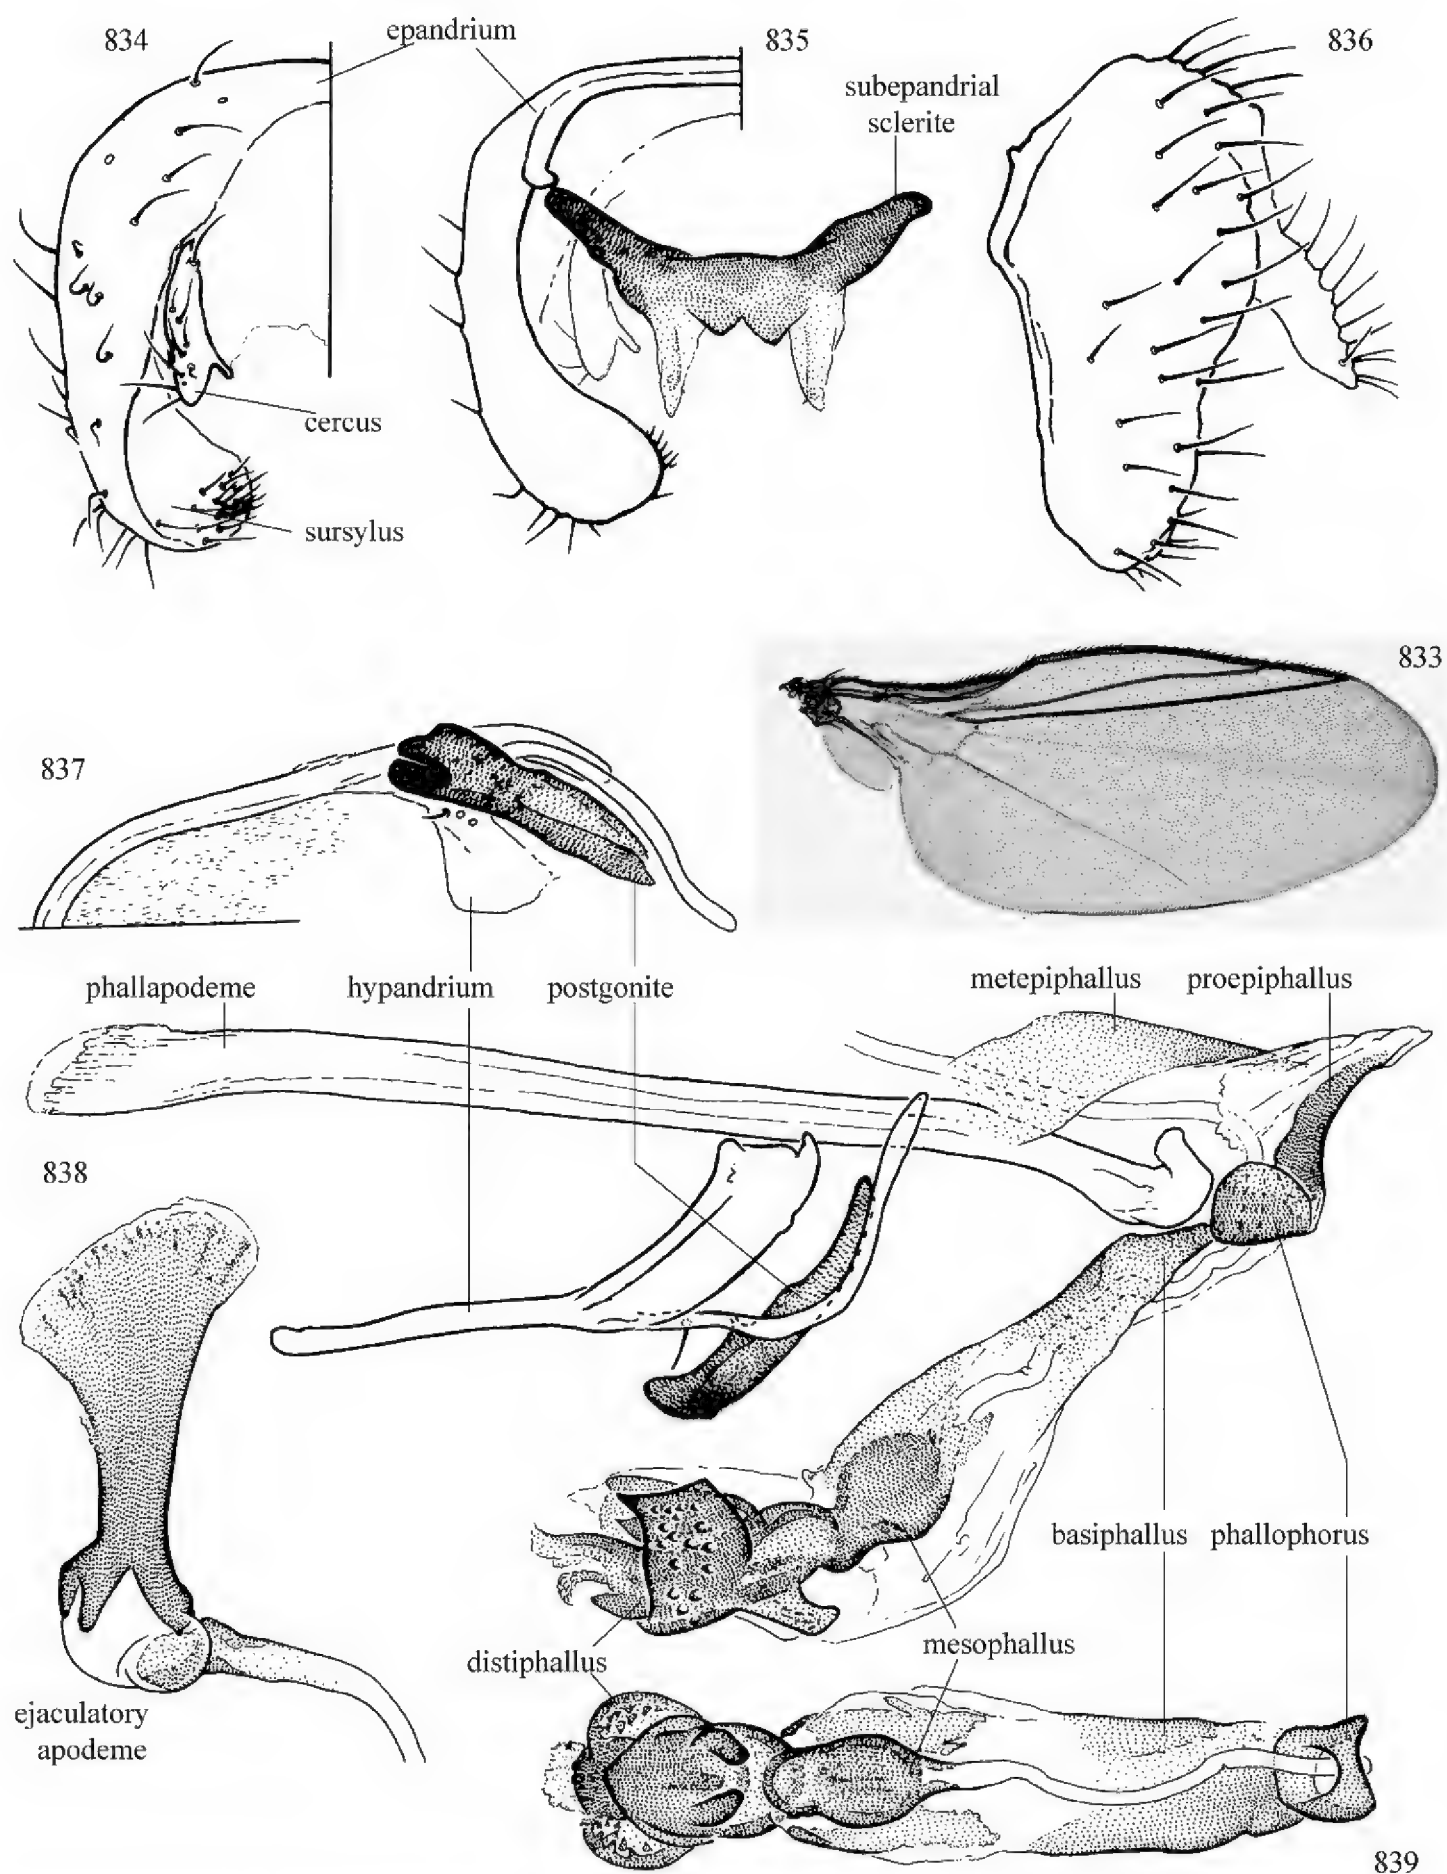 834
epandrium
835
836
subepandrial
sclerite
cercus
sursylus
833
837
phallapodeme
hypandrium
postgonite
metepiphallus
proepiphallus
838
basiphallus
phallophorus
mesophallus
distiphallus
ejaculatory
apodeme
839